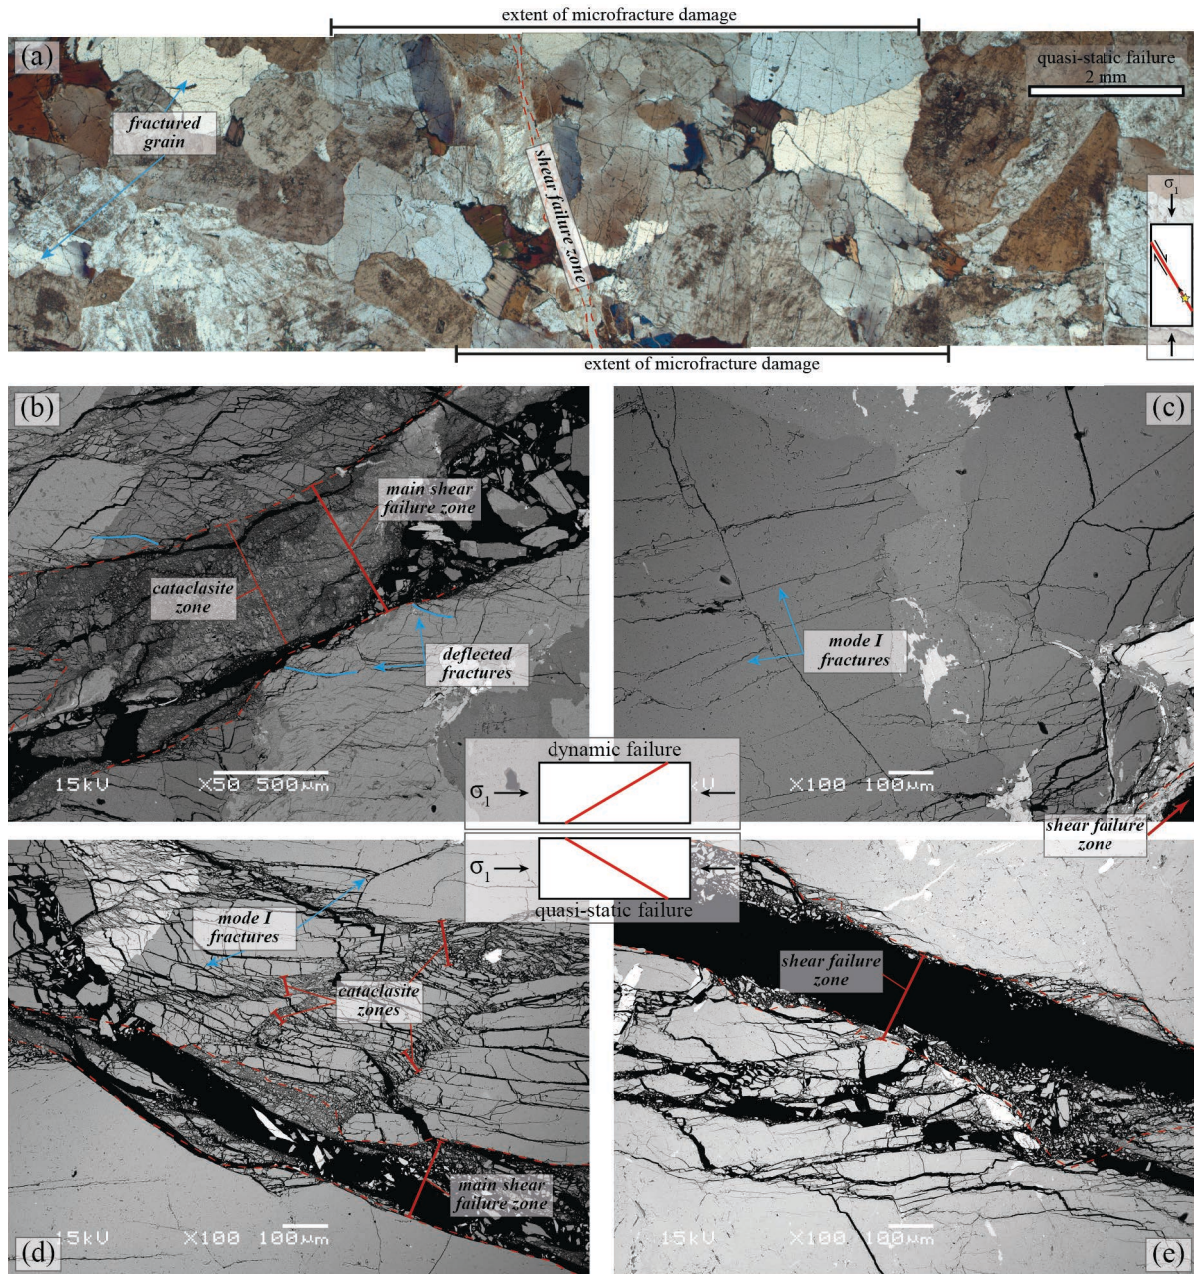 extent of microfracture damage
(a)
quasi-static failure
2 mm
fractured
grain
shear failure zone
σ1
extent of microfracture damage
(b)
(c)
main shear
failure zone
cataclasite
zone
deflected
fractures
mode I
fractures
15kV X50 500μm
dynamic failure
σ1
kV X100 100μm
shear failure
zone
σ1
quasi-static failure
mode I
fractures
cataclasite
zones
shear failure
zone
main shear
failure zone
15kV X100 100μm
(d)
15kV X100 100μm
(e)